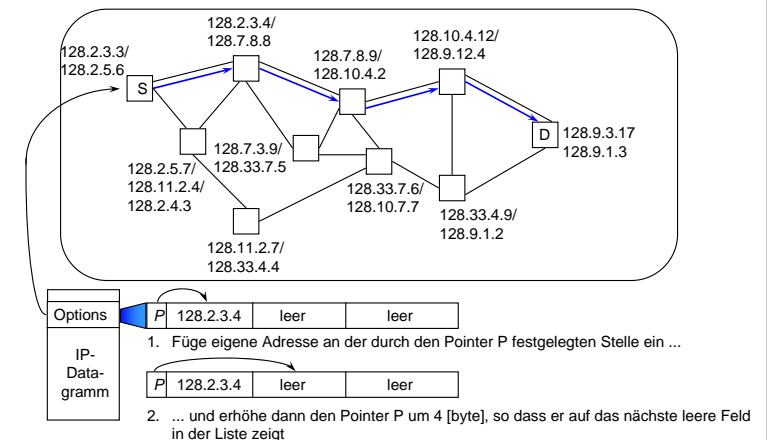 128.2.3.4/
128.7.8.8
128.10.4.12/
128.9.12.4
128.2.3.3/
128.2.5.6
128.7.8.9/
128.10.4.2
S
D
128.9.3.17
128.9.1.3
128.7.3.9/
128.33.7.5
128.2.5.7/
128.11.2.4/
128.2.4.3
128.33.7.6/
128.10.7.7
128.33.4.9/
128.9.1.2
128.11.2.7/
128.33.4.4
Options
P 128.2.3.4 leer leer
1. Füge eigene Adresse an der durch den Pointer P festgelegten Stelle ein ...
IP-
Data-
gramm
P 128.2.3.4 leer leer
2. ... und erhöhe dann den Pointer P um 4 [byte], so dass er auf das nächste leere Feld
in der Liste zeigt